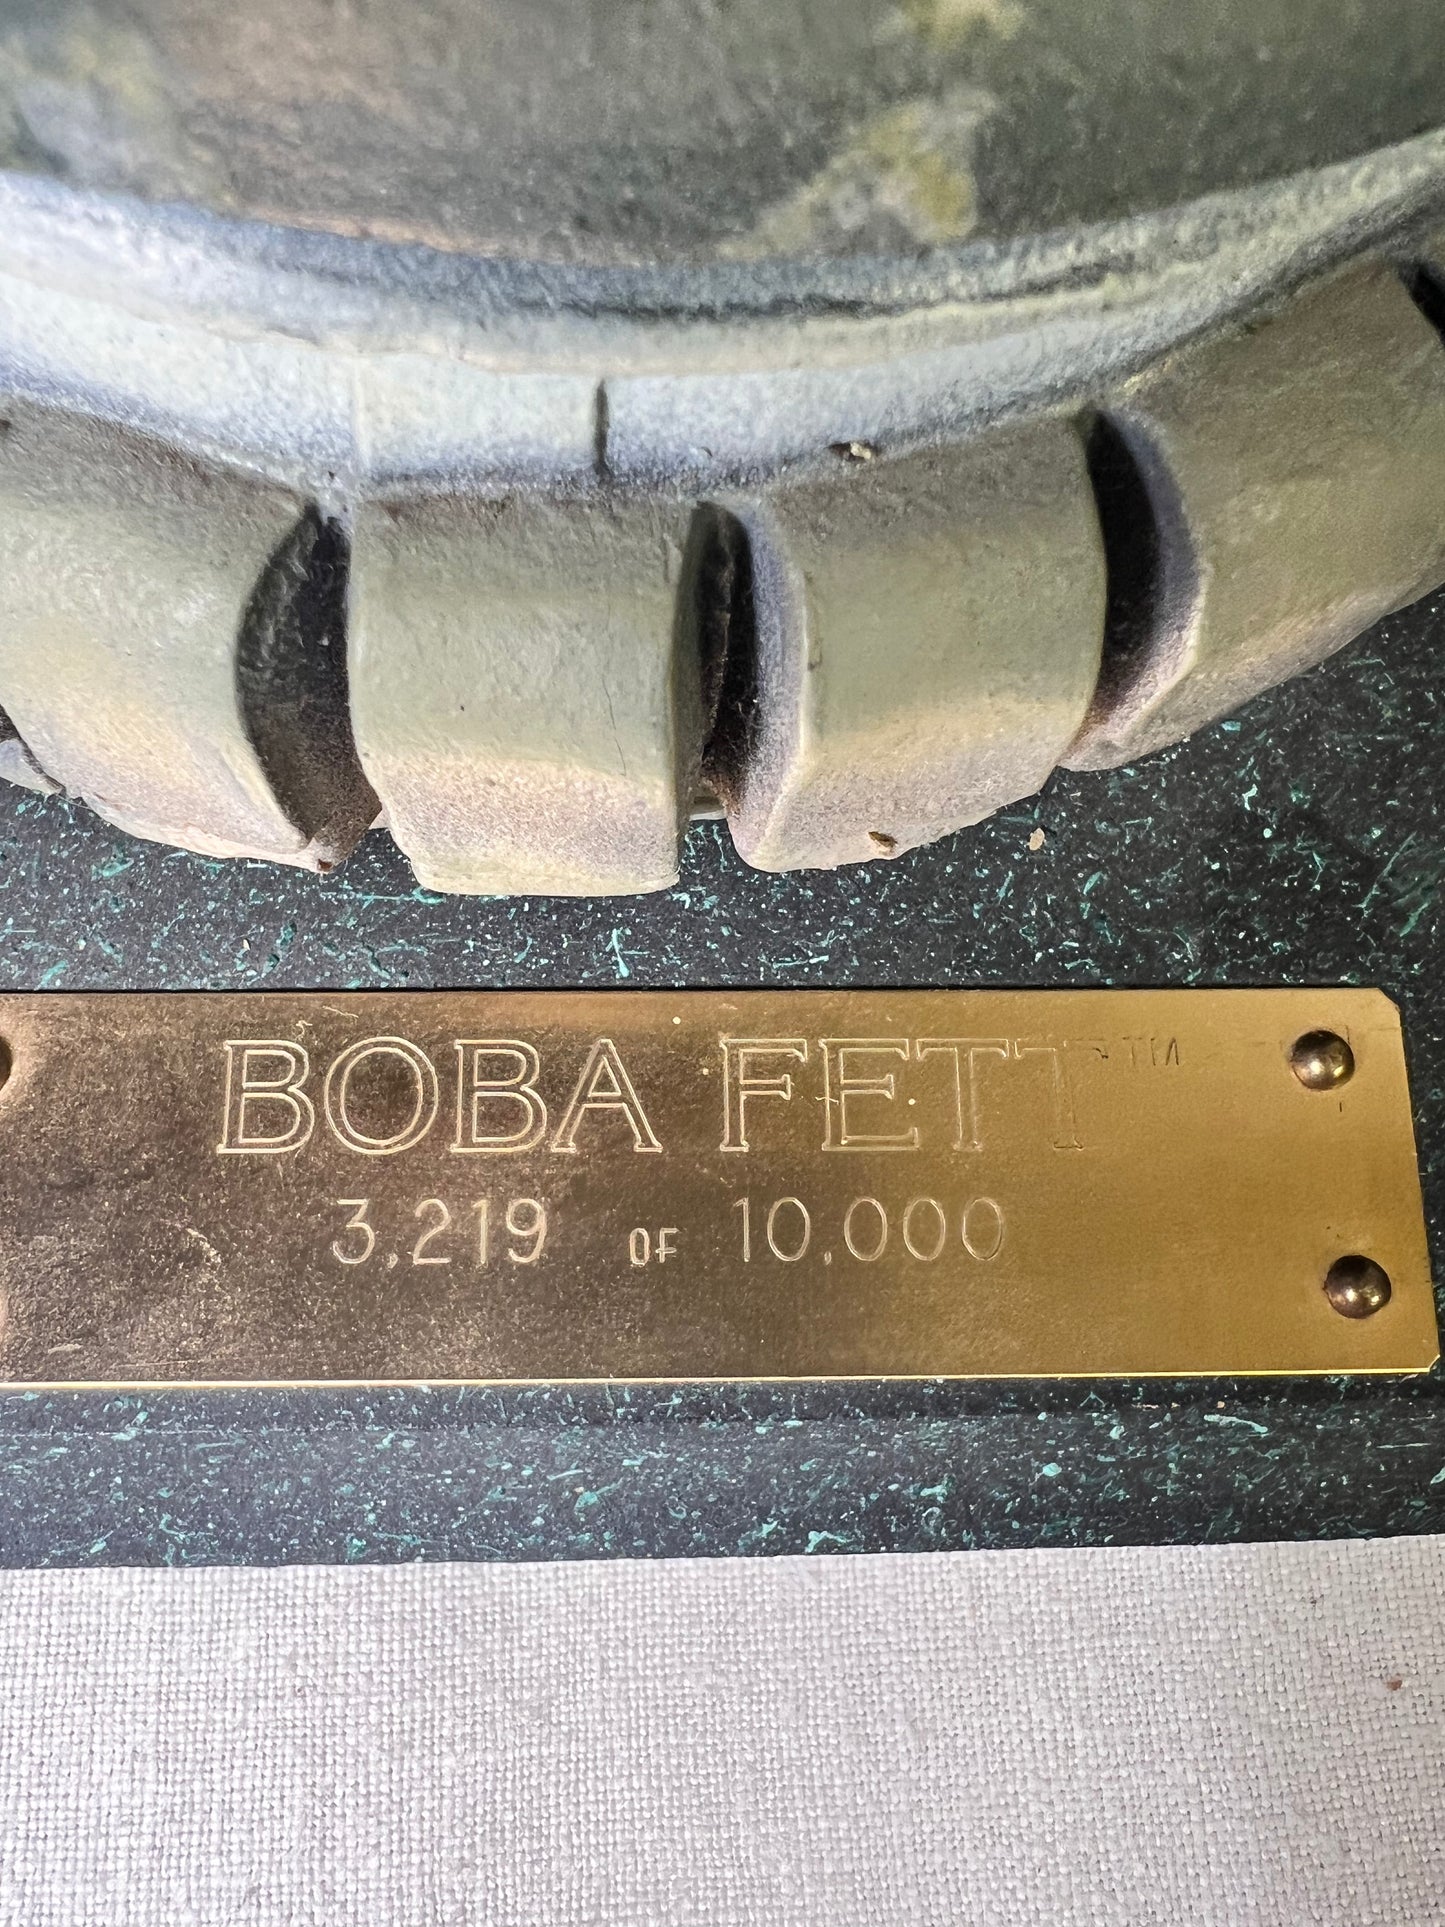 BOBA FETT™
3,219 OF 10,000